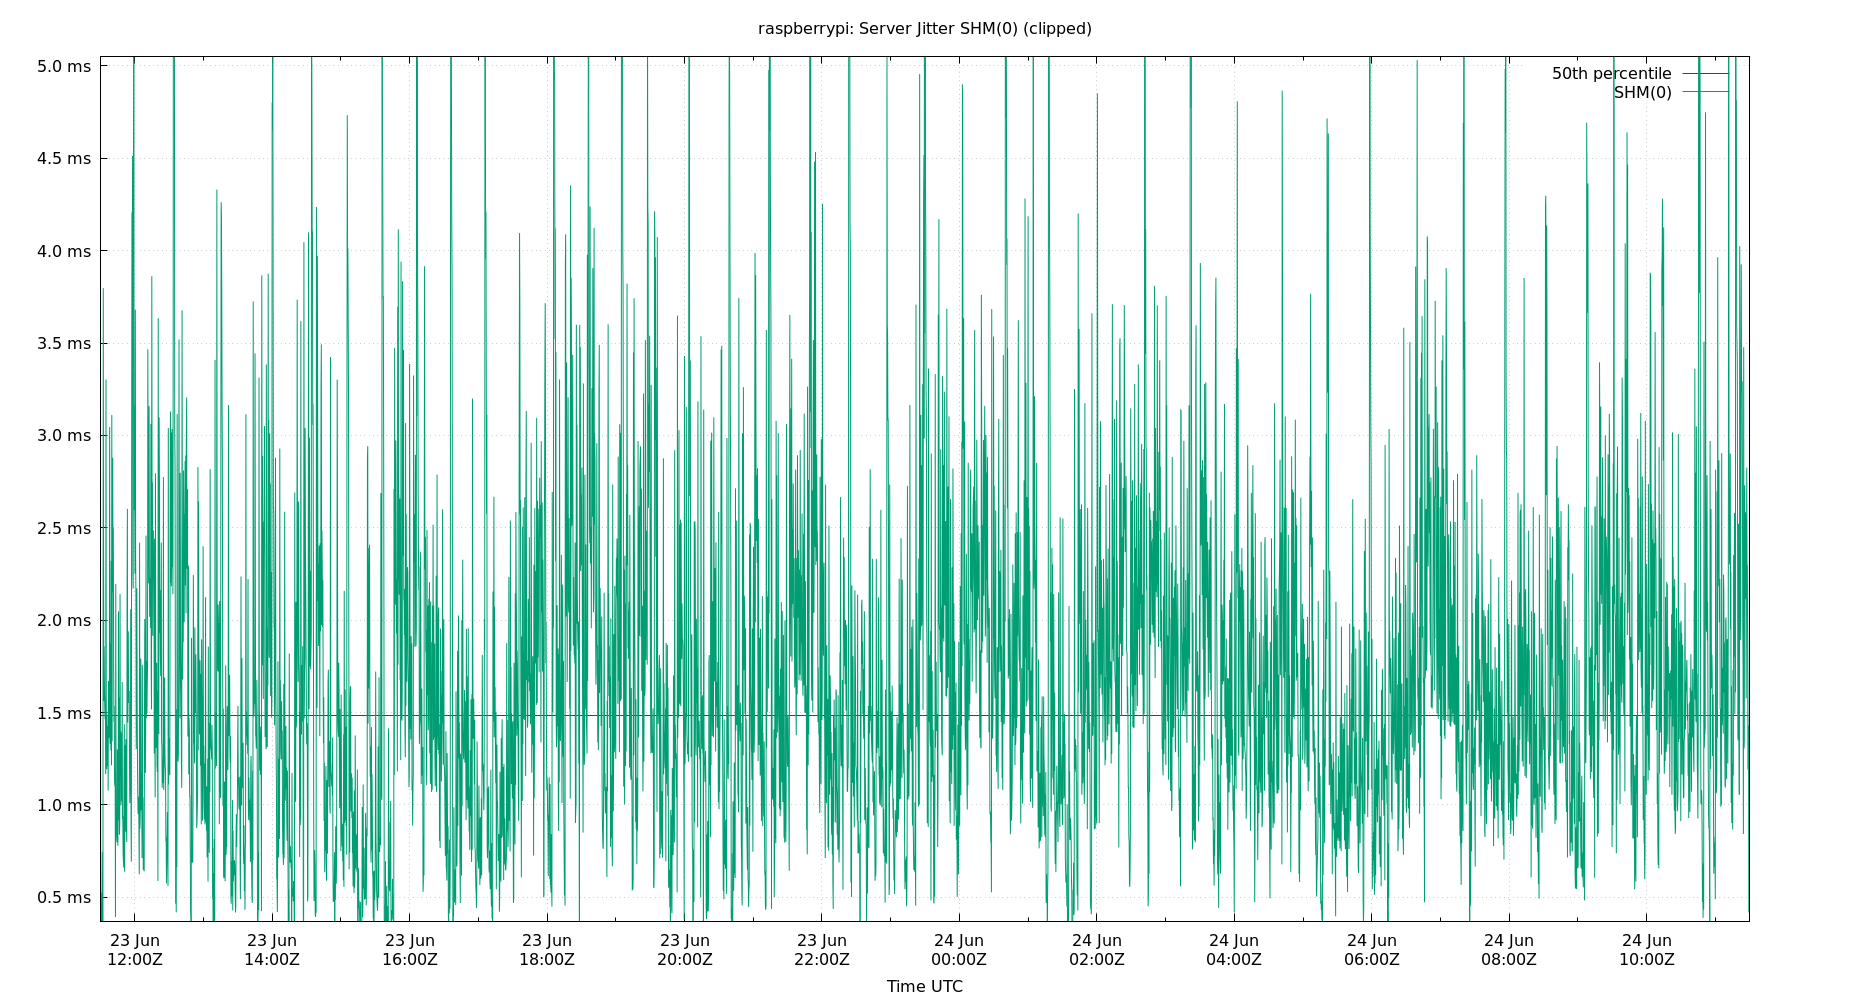 raspberrypi: Server Jitter SHM(0) (clipped)
5.0 ms
4.5 ms
4.0 ms
3.5 ms
3.0 ms
2.5 ms
2.0 ms
1.5 ms
1.0 ms
0.5 ms
50th percentile
SHM(0)
23 Jun
12:00Z
23 Jun
14:00Z
23 Jun
16:00Z
23 Jun
18:00Z
23 Jun
20:00Z
23 Jun
22:00Z
24 Jun
00:00Z
24 Jun
02:00Z
24 Jun
04:00Z
24 Jun
06:00Z
24 Jun
08:00Z
24 Jun
10:00Z
Time UTC